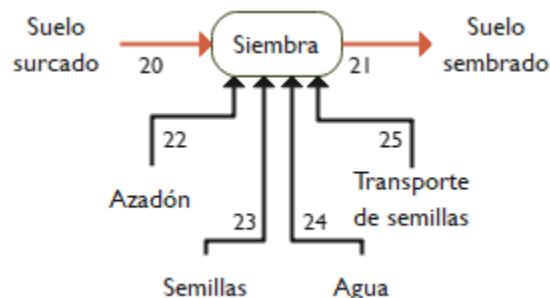 Suelo
surcado
20
Siembra
21
Suelo
sembrado
22
Azadón
23
Semillas
24
Agua
25
Transporte
de semillas